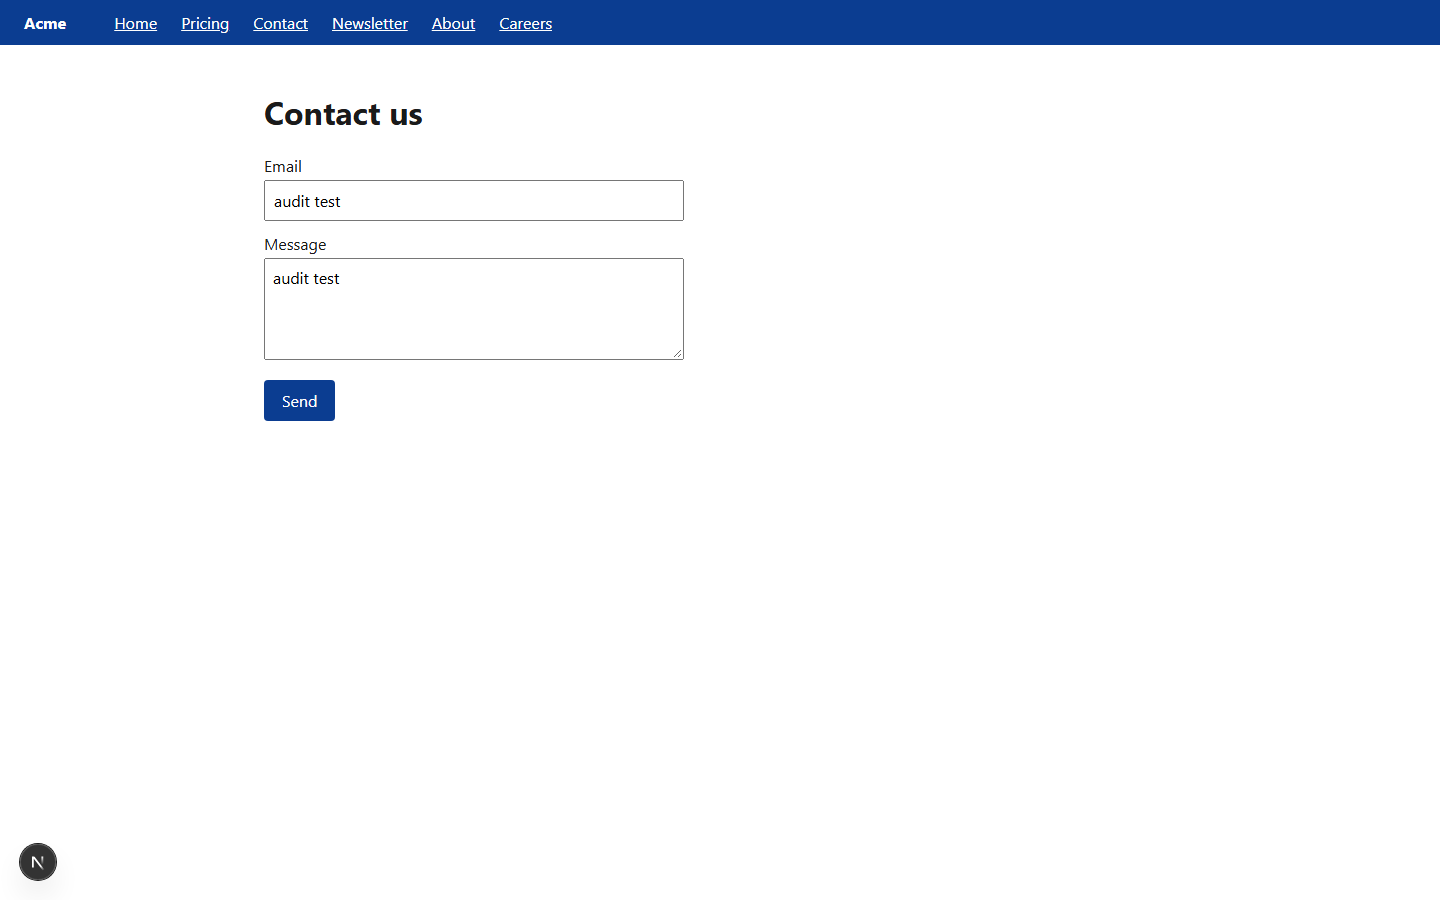 Acme Home Pricing Contact Newsletter About Careers
Contact us
Email
audit test
Message
audit test
Send
N